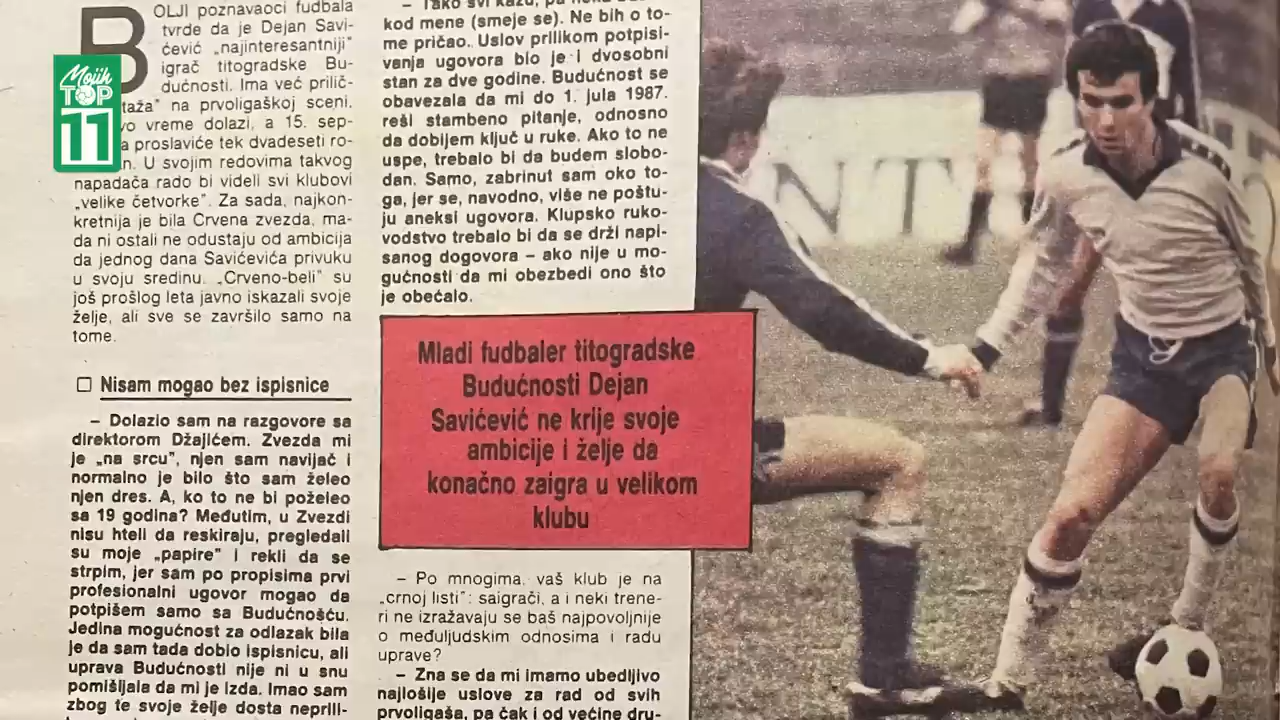 Mojih
TOP
11
BOLJI poznavaoci fudbala
tvrde da je Dejan Savi-
ćević „najinteresantniji"
igrač titogradske Bu-
dućnosti. Ima već prilič-
taža" na prvoligaškoj sceni,
vo vreme dolazi, a 15. sep-
a proslaviće tek dvadeseti ro-
an. U svojim redovima takvog
napadača rado bi videli svi klubovi
„velike četvorke". Za sada, najkon-
kretnija je bila Crvena zvezda, ma-
da ni ostali ne odustaju od ambicija
da jednog dana Savićevića privuku
u svoju sredinu. „Crveno-beli" su
još prošlog leta javno iskazali svoje
želje, ali sve se završilo samo na
tome.
□ Nisam mogao bez ispisnice
– Dolazio sam na razgovore sa
direktorom Džajićem. Zvezda mi
je „na srcu", njen sam navijač i
normalno je bilo što sam želeo
njen dres. A, ko to ne bi poželeo
sa 19 godina? Međutim, u Zvezdi
nisu hteli da reskiraju, pregledali
su moje „papire" i rekli da se
strpim, jer sam po propisima prvi
profesionalni ugovor mogao da
potpišem samo sa Budućnošću.
Jedina mogućnost za odlazak bila
je da sam tada dobio ispisnicu, ali
uprava Budućnosti nije ni u snu
pomišljala da mi je izda. Imao sam
zbog te svoje želje dosta neprili-
– Tako svi kažu, pa neka
kod mene (smeje se). Ne bih o to-
me pričao. Uslov prilikom potpisi-
vanja ugovora bio je i dvosobni
stan za dve godine. Budućnost se
obavezala da mi do 1. jula 1987.
reši stambeno pitanje, odnosno
da dobijem ključ u ruke. Ako to ne
uspe, trebalo bi da budem slobo-
dan. Samo, zabrinut sam oko to-
ga, jer se, navodno, više ne poštu-
ju aneksi ugovora. Klupsko ruko-
vodstvo trebalo bi da se drži napi-
sanog dogovora – ako nije u mo-
gućnosti da mi obezbedi ono što
je obećalo.
Mladi fudbaler titogradske
Budućnosti Dejan
Savićević ne krije svoje
ambicije i želje da
konačno zaigra u velikom
klubu
– Po mnogima, vaš klub je na
„crnoj listi": saigrači, a i neki trene-
ri ne izražavaju se baš najpovoljnije
o međuljudskim odnosima i radu
uprave?
– Zna se da mi imamo ubedljivo
najlošije uslove za rad od svih
prvoligaša, pa čak i od većine dru-
NT